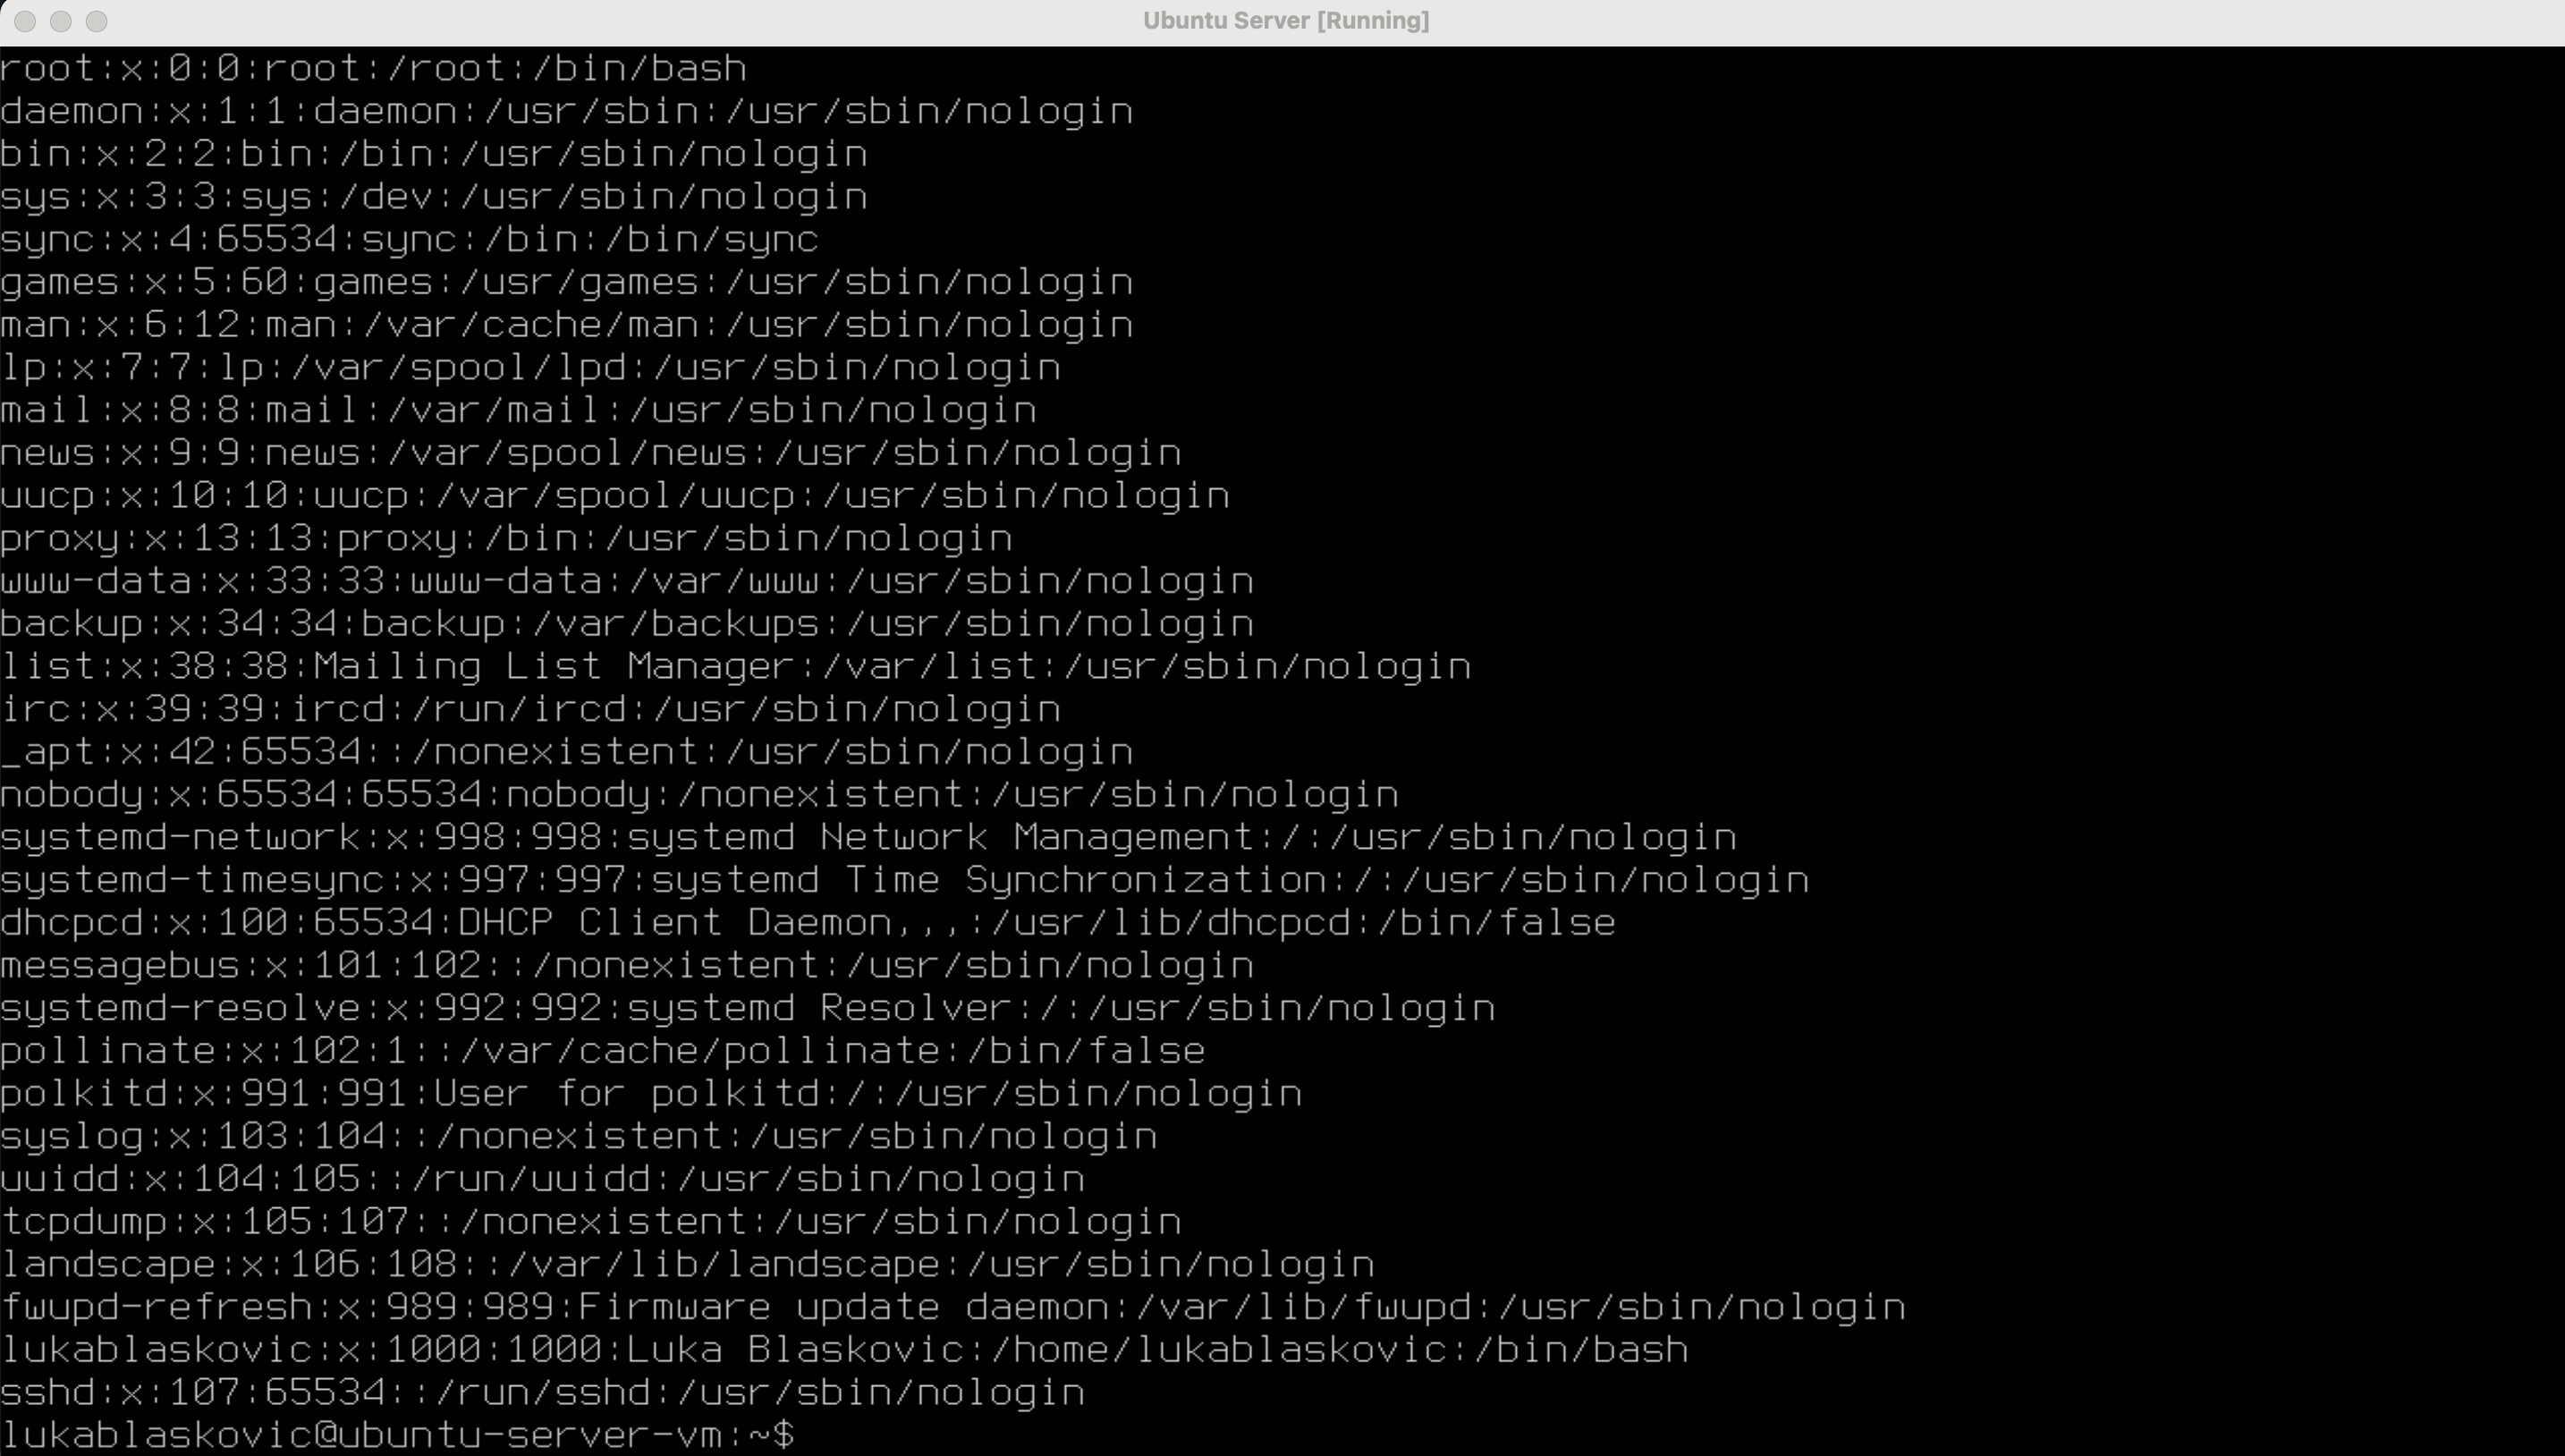 Ubuntu Server [Running]
root:x:0:0:root:/root:/bin/bash
daemon:x:1:1:daemon:/usr/sbin:/usr/sbin/nologin
bin:x:2:2:bin:/bin:/usr/sbin/nologin
sys:x:3:3:sys:/dev:/usr/sbin/nologin
sync:x:4:65534:sync:/bin:/bin/sync
games:x:5:60:games:/usr/games:/usr/sbin/nologin
man:x:6:12:man:/var/cache/man:/usr/sbin/nologin
lp:x:7:7:lp:/var/spool/lpd:/usr/sbin/nologin
mail:x:8:8:mail:/var/mail:/usr/sbin/nologin
news:x:9:9:news:/var/spool/news:/usr/sbin/nologin
uucp:x:10:10:uucp:/var/spool/uucp:/usr/sbin/nologin
proxy:x:13:13:proxy:/bin:/usr/sbin/nologin
www-data:x:33:33:www-data:/var/www:/usr/sbin/nologin
backup:x:34:34:backup:/var/backups:/usr/sbin/nologin
list:x:38:38:Mailing List Manager:/var/list:/usr/sbin/nologin
irc:x:39:39:ircd:/run/ircd:/usr/sbin/nologin
_apt:x:42:65534::/nonexistent:/usr/sbin/nologin
nobody:x:65534:65534:nobody:/nonexistent:/usr/sbin/nologin
systemd-network:x:998:998:systemd Network Management:/:/usr/sbin/nologin
systemd-timesync:x:997:997:systemd Time Synchronization:/:/usr/sbin/nologin
dhcpcd:x:100:65534:DHCP Client Daemon,,,:/usr/lib/dhcpcd:/bin/false
messagebus:x:101:102::/nonexistent:/usr/sbin/nologin
systemd-resolve:x:992:992:systemd Resolver:/:/usr/sbin/nologin
pollinate:x:102:1::/var/cache/pollinate:/bin/false
polkitd:x:991:991:User for polkitd:/:/usr/sbin/nologin
syslog:x:103:104::/nonexistent:/usr/sbin/nologin
uuidd:x:104:105::/run/uuidd:/usr/sbin/nologin
tcpdump:x:105:107::/nonexistent:/usr/sbin/nologin
landscape:x:106:108::/var/lib/landscape:/usr/sbin/nologin
fwupd-refresh:x:989:989:Firmware update daemon:/var/lib/fwupd:/usr/sbin/nologin
lukablaskovic:x:1000:1000:Luka Blaskovic:/home/lukablaskovic:/bin/bash
sshd:x:107:65534::/run/sshd:/usr/sbin/nologin
lukablaskovic@ubuntu-server-vm:~$